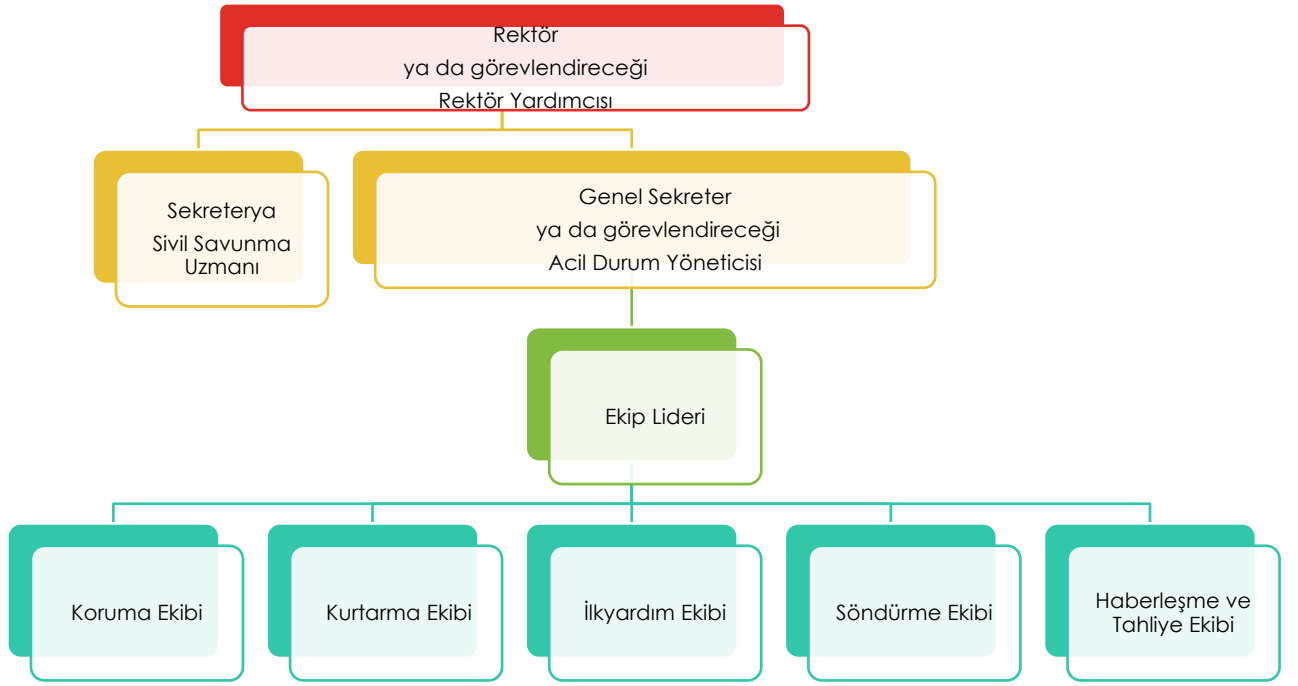 Rektör
ya da görevlendireceği
Rektör Yardımcısı
Sekreterya
Sivil Savunma
Uzmanı
Genel Sekreter
ya da görevlendireceği
Acil Durum Yöneticisi
Ekip Lideri
Koruma Ekibi
Kurtarma Ekibi
İlkyardım Ekibi
Söndürme Ekibi
Haberleşme ve
Tahliye Ekibi